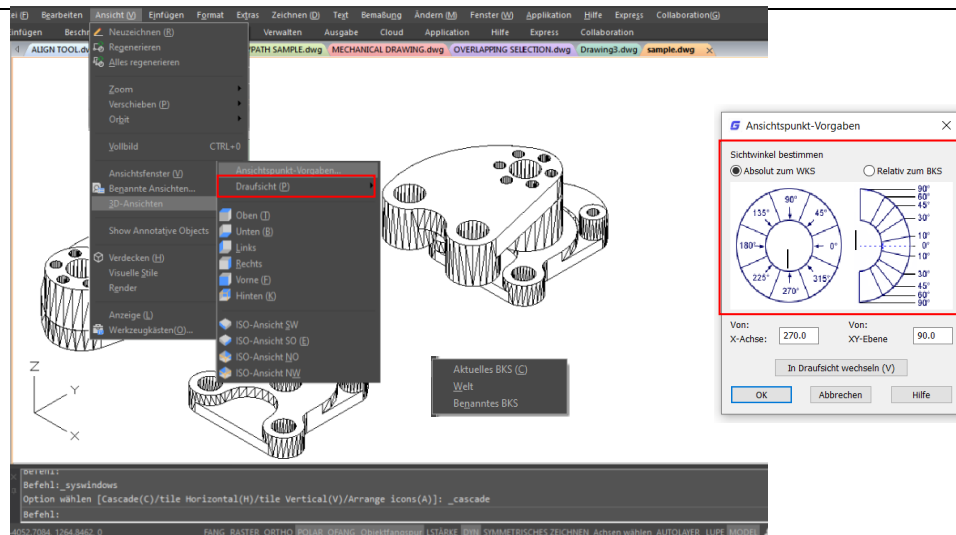 ei (F) Bearbeiten Ansicht (V) Einfügen Format Extras Zeichnen (D) Text Bemaßung Ändern (M) Fenster (W) Applikation Hilfe Express Collaboration(G)
infügen Beschr Verwalten Ausgabe Cloud Application Hilfe Express Collaboration
ALIGN TOOL.dw PATH SAMPLE.dwg MECHANICAL DRAWING.dwg OVERLAPPING SELECTION.dwg Drawing3.dwg sample.dwg ×
Neuzeichnen (R)
Regenerieren
Alles regenerieren
Zoom
Verschieben (P)
Orbit
Vollbild CTRL+0
Ansichtsfenster (V)
Benannte Ansichten...
3D-Ansichten
Show Annotative Objects
Verdecken (H)
Visuelle Stile
Render
Anzeige (L)
Werkzeugkästen(O)...
Ansichtspunkt-Vorgaben...
Draufsicht (P)
Oben (T)
Unten (B)
Links
Rechts
Vorne (F)
Hinten (K)
ISO-Ansicht SW
ISO-Ansicht SO (E)
ISO-Ansicht NO
ISO-Ansicht NW
Aktuelles BKS (C)
Welt
Benanntes BKS
Z
Y
X
Befehl:
Befehl:_syswindows
Option wählen [Cascade(C)/tile Horizontal(H)/tile Vertical(V)/Arrange icons(A)]: _cascade
Befehl:
4052.7084, 1264.8462, 0 FANG RASTER ORTHO POLAR OFANG Objektfangspur LSTÄRKE DYN SYMMETRISCHES ZEICHNEN Achsen wählen AUTOLAYER LUPE MODEL
Ansichtspunkt-Vorgaben ×
Sichtwinkel bestimmen
Absolut zum WKS Relativ zum BKS
90°
135° 45°
180° 0°
225° 315°
270°
90°
60°
45°
30°
10°
0°
10°
30°
45°
60°
90°
Von: Von:
X-Achse: 270.0 XY-Ebene 90.0
In Draufsicht wechseln (V)
OK Abbrechen Hilfe